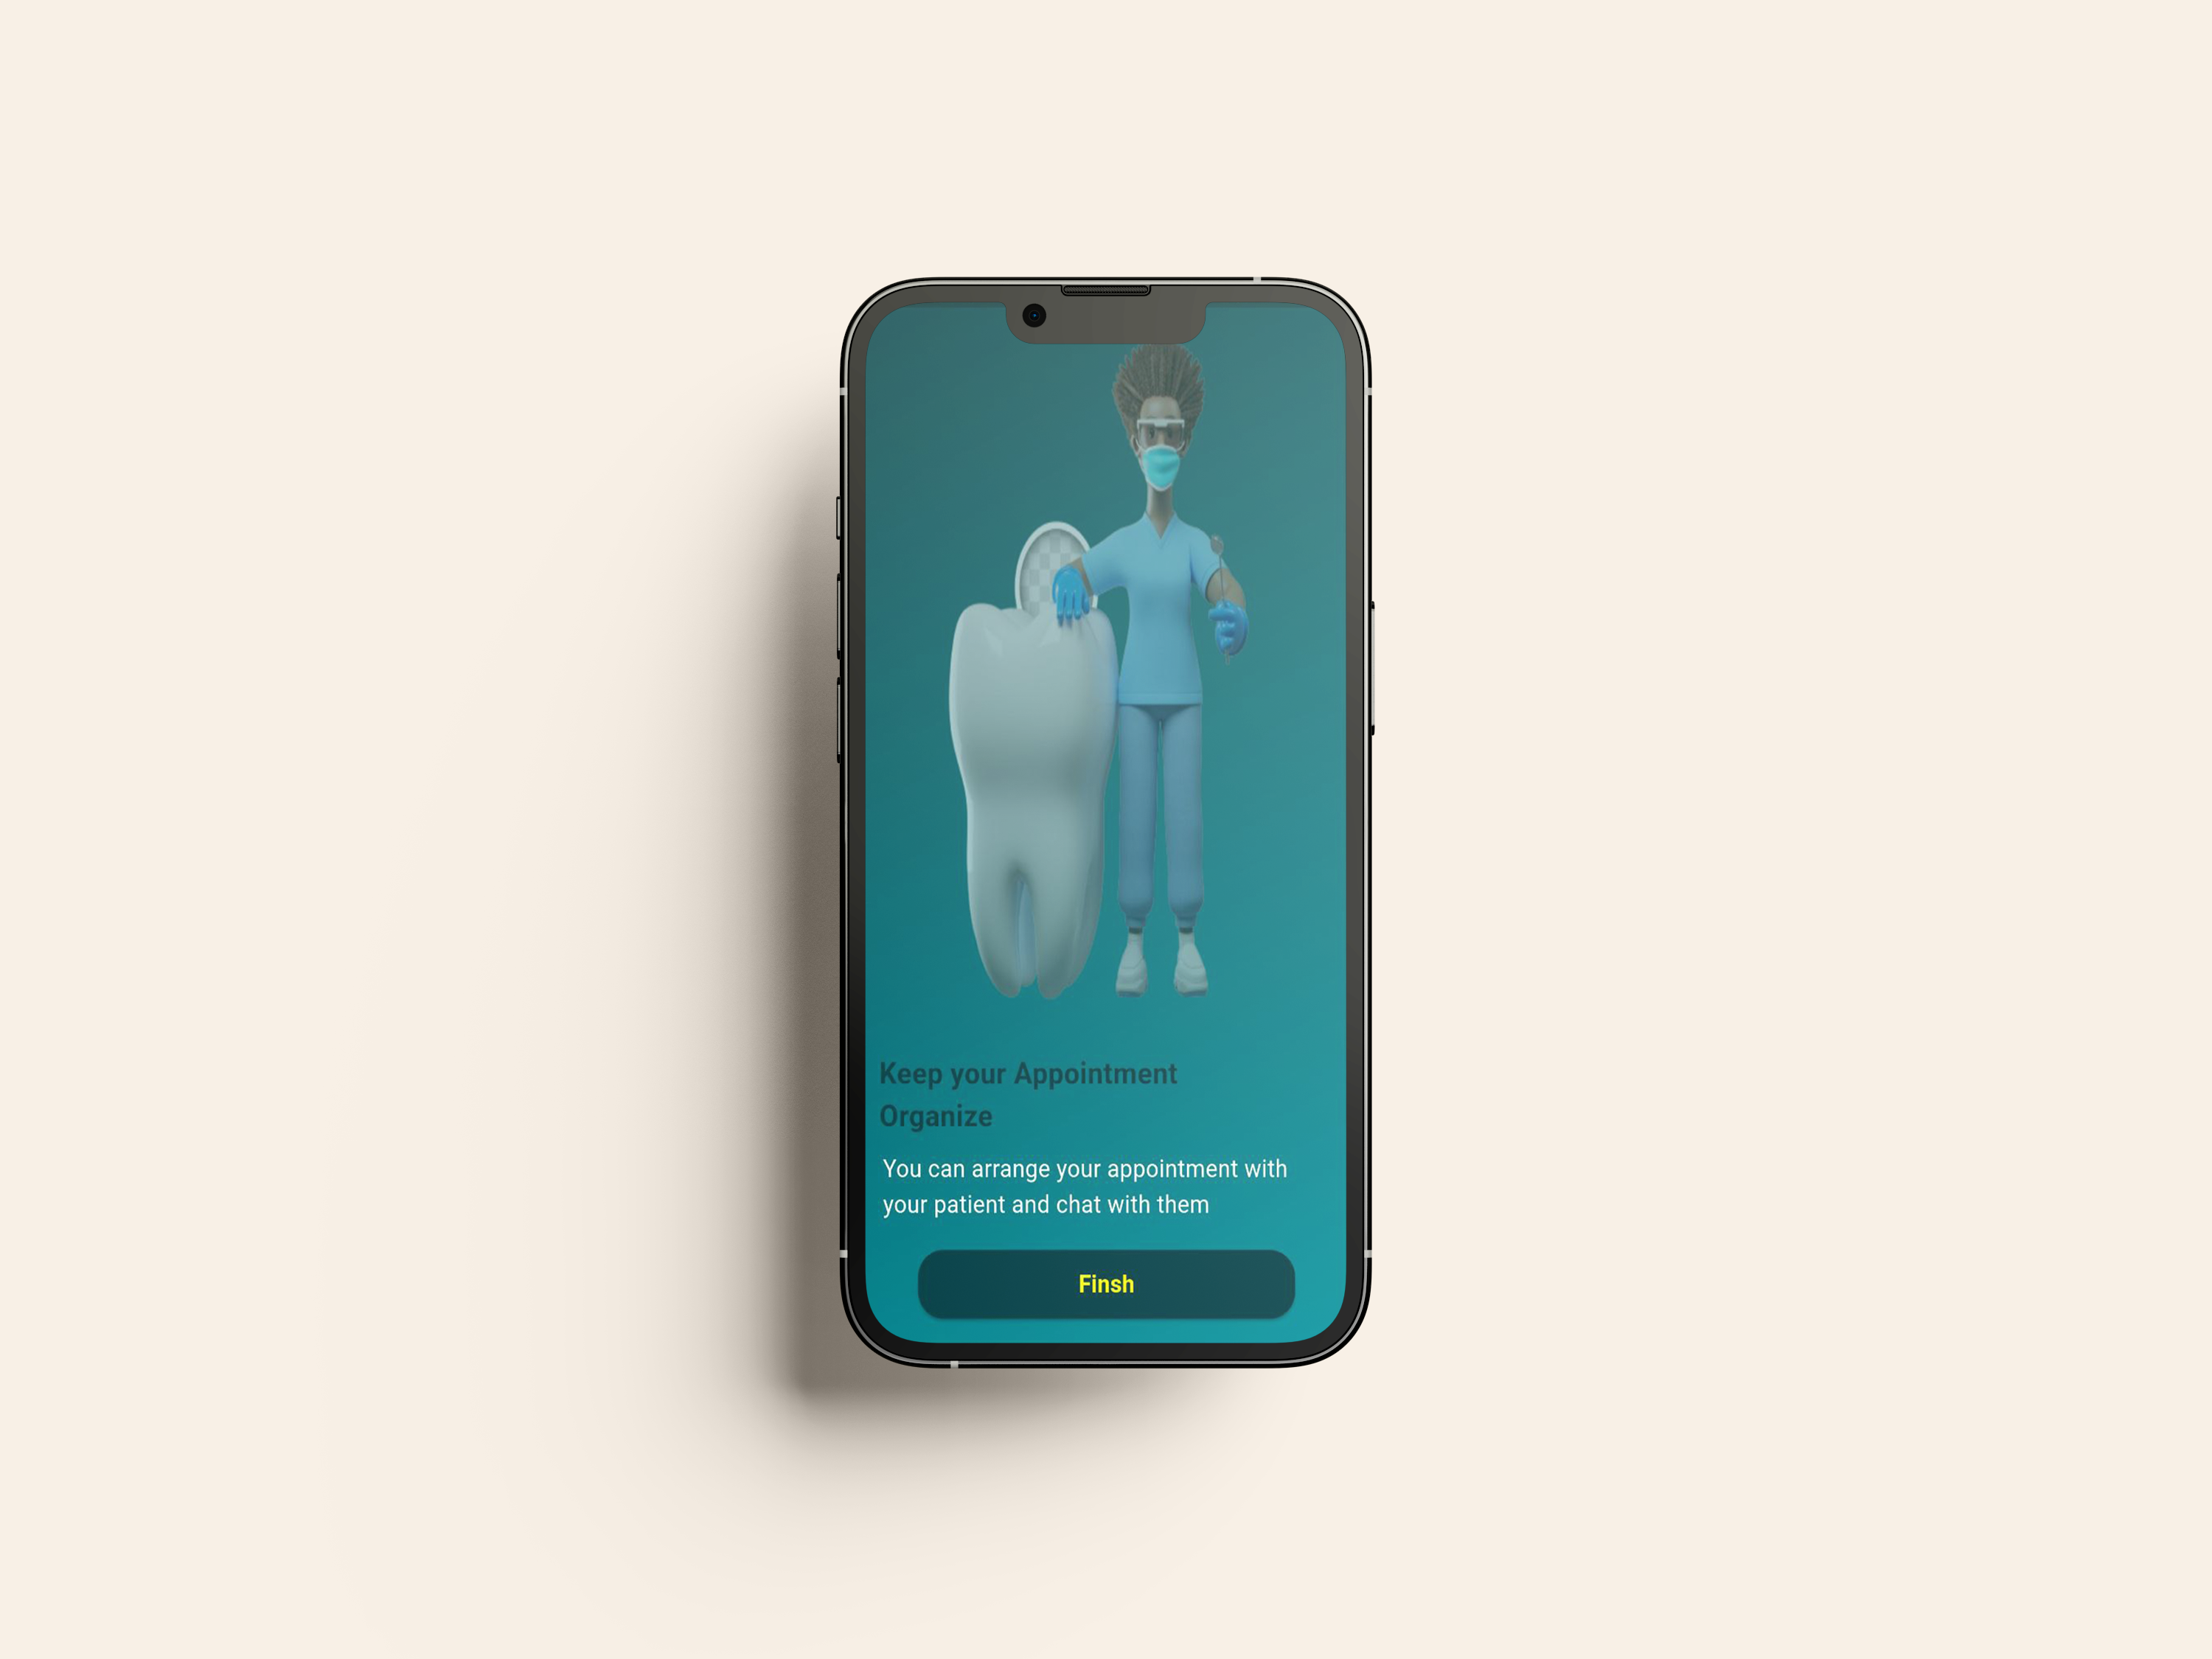 Keep your Appointment
Organize
You can arrange your appointment with
your patient and chat with them
Finsh